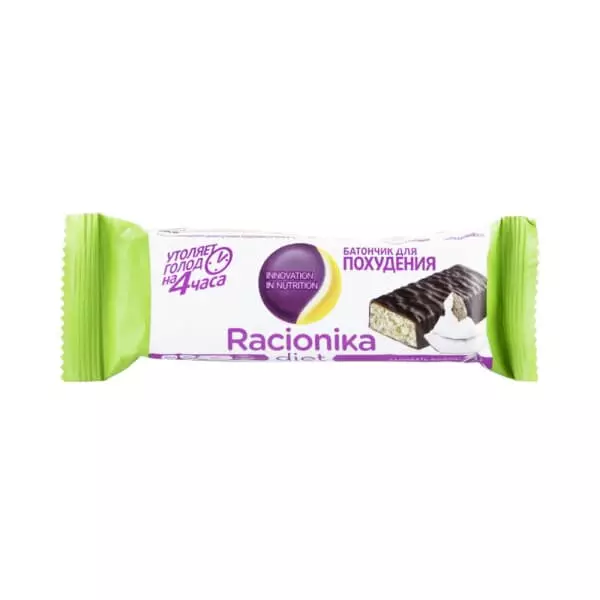 УТОЛЯЕТ
ГОЛОД
НА 4 ЧАСА
INNOVATION
IN NUTRITION
Racionika
diet
БАТОНЧИК ДЛЯ
ПОХУДЕНИЯ